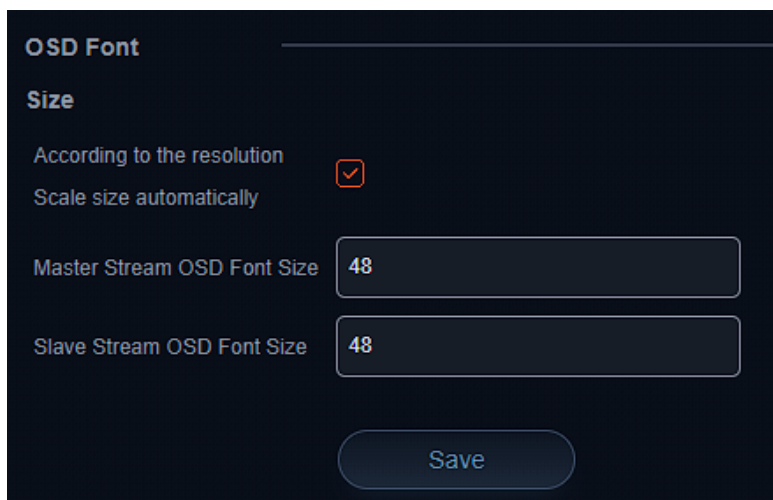 OSD Font
Size
According to the resolution
Scale size automatically
Master Stream OSD Font Size 48
Slave Stream OSD Font Size 48
Save